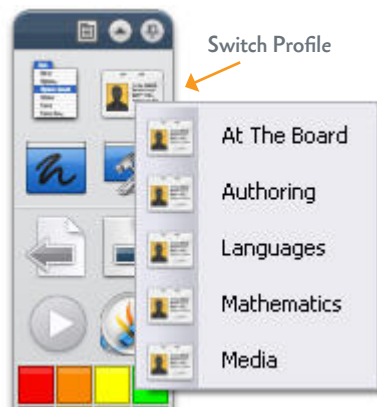 Switch Profile
At The Board
Authoring
Languages
Mathematics
Media